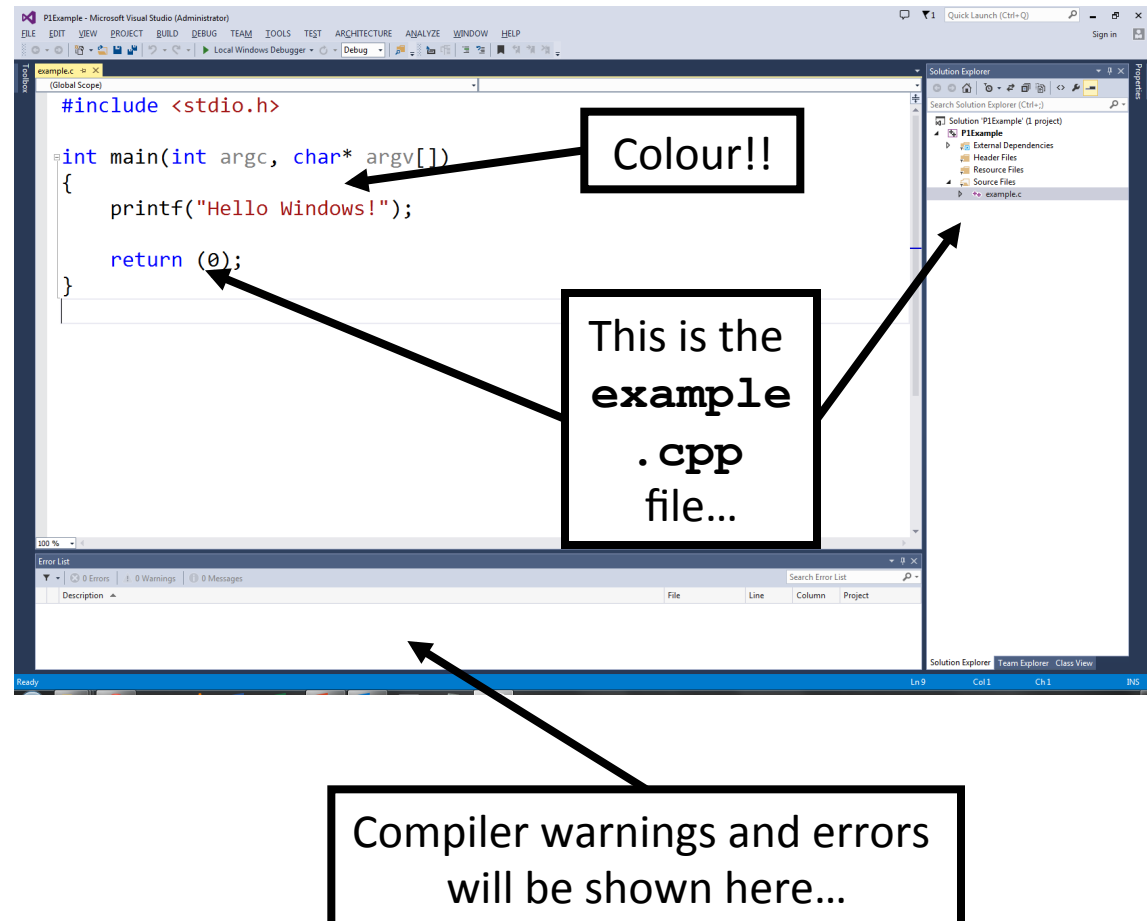 P1Example - Microsoft Visual Studio (Administrator)
1 Quick Launch (Ctrl+Q)
FILE EDIT VIEW PROJECT BUILD DEBUG TEAM TOOLS TEST ARCHITECTURE ANALYZE WINDOW HELP
Sign in
Local Windows Debugger Debug
Toolbox
example.c
(Global Scope)
#include <stdio.h>
int main(int argc, char* argv[])
{
printf("Hello Windows!");
return (0);
}
Colour!!
This is the
example
.cpp
file…
Solution Explorer
Search Solution Explorer (Ctrl+;)
Solution 'P1Example' (1 project)
P1Example
External Dependencies
Header Files
Resource Files
Source Files
example.c
Properties
100 %
Error List
0 Errors 0 Warnings 0 Messages
Search Error List
Description File Line Column Project
Solution Explorer Team Explorer Class View
Ready Ln 9 Col 1 Ch 1 INS
Compiler warnings and errors
will be shown here…